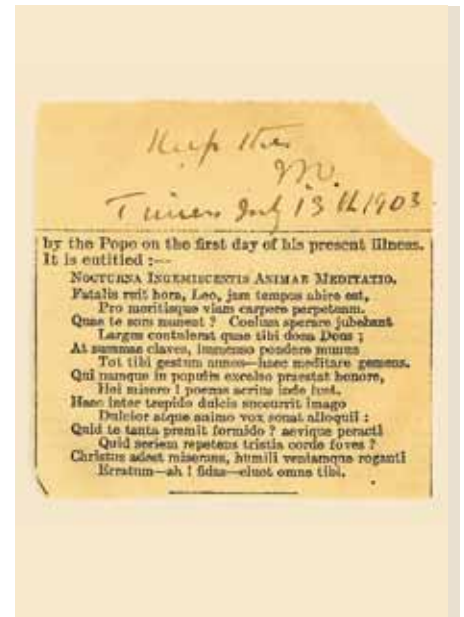 Keep this
M.
Times July 13th 1903
by the Pope on the first day of his present illness.
It is entitled :—
NOCTURNA INGEMISCENTIS ANIMAE MEDITATIO.
Fatalis ruit hora, Leo, jam tempus abire est,
Pro meritisque viam carpere perpetuam.
Quae te sors manest ? Coelum sperare jubebant
Largus contulerat quae tibi dona Deus ;
At summae claves, immenso pondere munus
Tot tibi gestum annos—haec meditare gemens.
Qui namque in populis excelso praestat honore,
Hei misero ! poenas acrius inde luet.
Haec inter trepido dulcis succurrit imago
Dulcior atque animo vox sonat alloquii :
Quid te tanta premit formido ? aevique peracti
Quid seriem repetens tristia corde foves ?
Christus adest miserans, humili veniamque roganti
Erratum—ah ! fidas—eluet omne tibi.